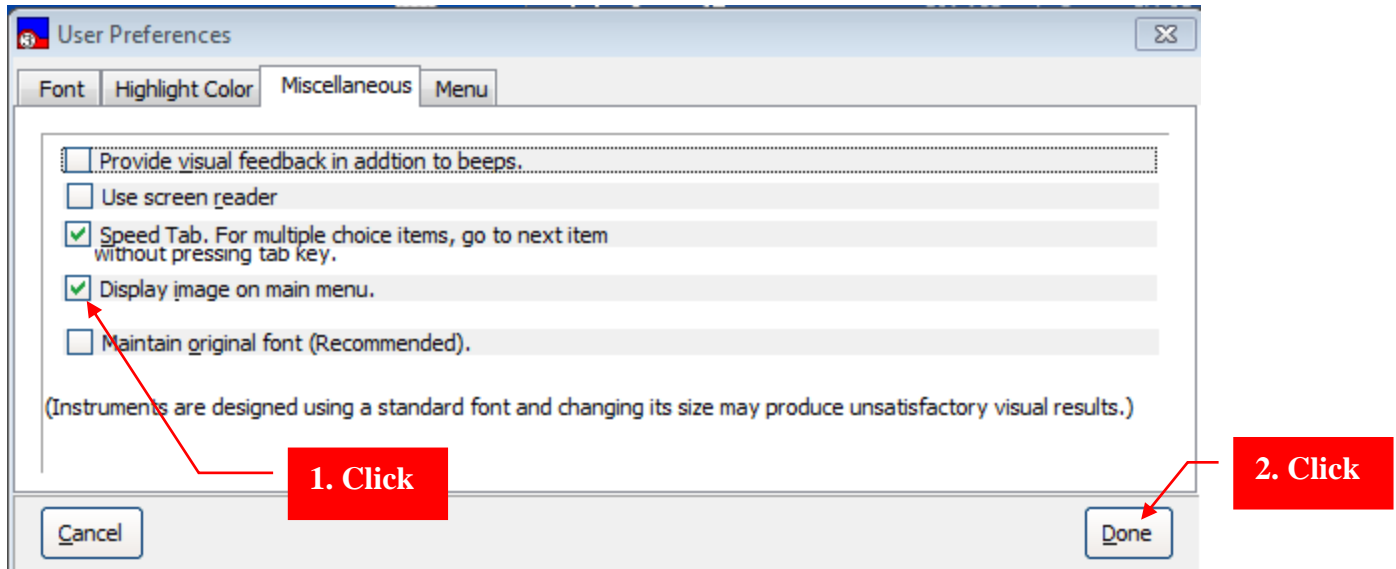 User Preferences
Font Highlight Color Miscellaneous Menu
Provide visual feedback in addtion to beeps.
Use screen reader
Speed Tab. For multiple choice items, go to next item
without pressing tab key.
Display image on main menu.
Maintain original font (Recommended).
(Instruments are designed using a standard font and changing its size may produce unsatisfactory visual results.)
1. Click
2. Click
Cancel
Done